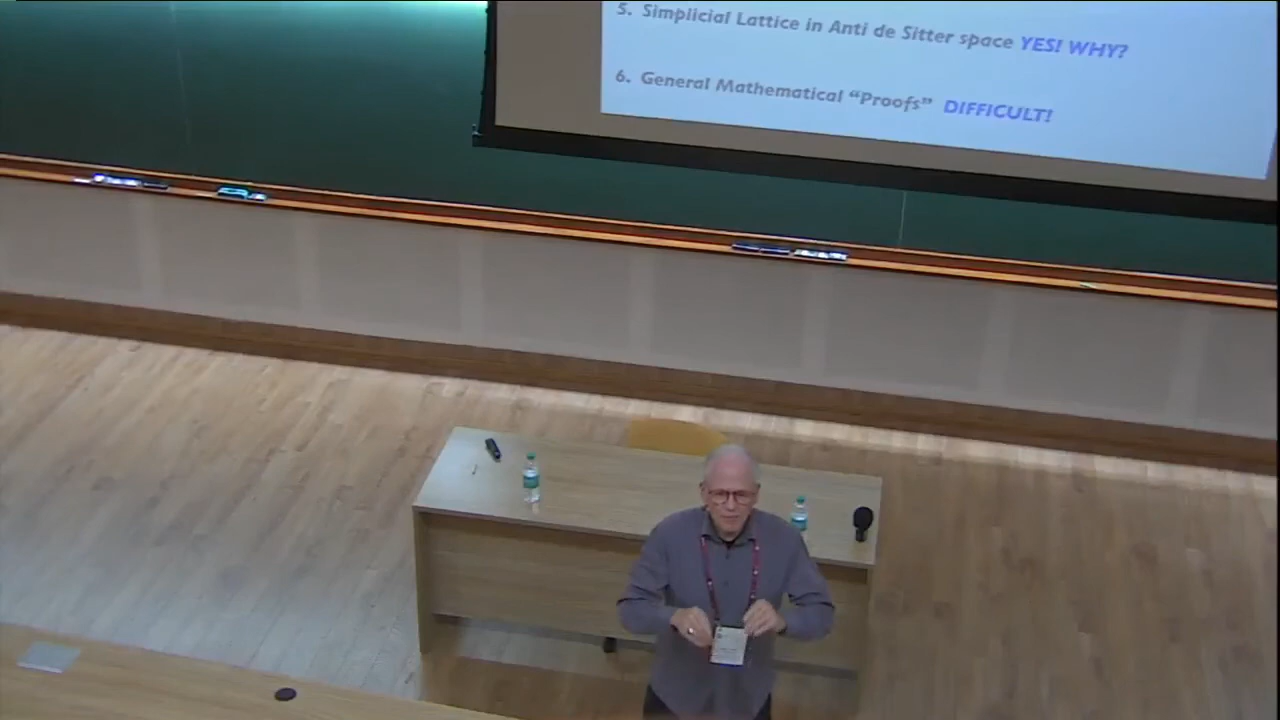 5. Simplicial Lattice in Anti de Sitter space YES! WHY?
6. General Mathematical “Proofs” DIFFICULT!